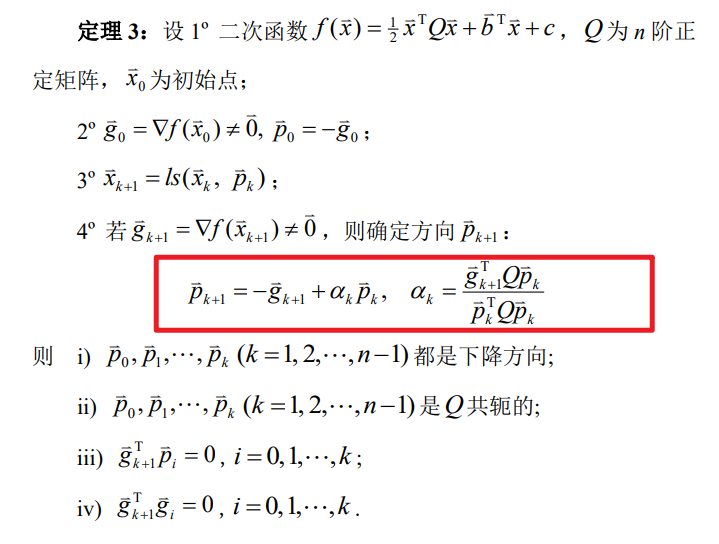 定理 3：设 1º 二次函数 $f(\vec{x})=\frac{1}{2}\vec{x}^{\mathrm{T}}Q\vec{x}+\vec{b}^{\mathrm{T}}\vec{x}+c$，$Q$ 为 $n$ 阶正
定矩阵，$\vec{x}_0$ 为初始点；
2º $\vec{g}_0=\nabla f(\vec{x}_0)\neq\vec{0},\ \vec{p}_0=-\vec{g}_0$；
3º $\vec{x}_{k+1}=ls(\vec{x}_k,\ \vec{p}_k)$；
4º 若 $\vec{g}_{k+1}=\nabla f(\vec{x}_{k+1})\neq\vec{0}$，则确定方向 $\vec{p}_{k+1}$：
$\vec{p}_{k+1}=-\vec{g}_{k+1}+\alpha_k\vec{p}_k,\quad \alpha_k=\frac{\vec{g}_{k+1}^{\mathrm{T}}Q\vec{p}_k}{\vec{p}_k^{\mathrm{T}}Q\vec{p}_k}$
则 i) $\vec{p}_0,\vec{p}_1,\cdots,\vec{p}_k\ (k=1,2,\cdots,n-1)$ 都是下降方向;
ii) $\vec{p}_0,\vec{p}_1,\cdots,\vec{p}_k\ (k=1,2,\cdots,n-1)$ 是 $Q$ 共轭的;
iii) $\vec{g}_{k+1}^{\mathrm{T}}\vec{p}_i=0,\ i=0,1,\cdots,k$;
iv) $\vec{g}_{k+1}^{\mathrm{T}}\vec{g}_i=0,\ i=0,1,\cdots,k$.